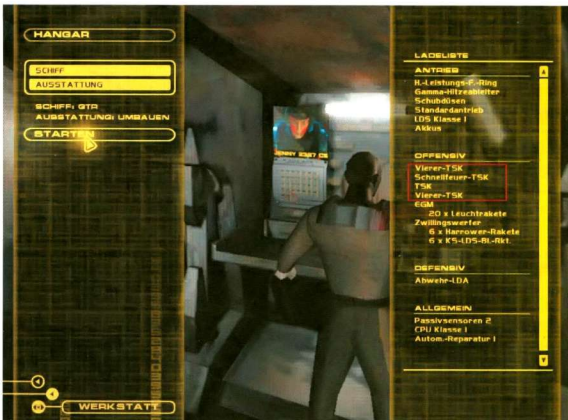 HANGAR
SCHIFF
AUSSTATTUNG
SCHIFF: QTR
AUSSTATTUNG: UMBAUEN
STARTEN
WERKSTATT
LADELISTE
ANTRIEB
H.-Leistungs-F.-Ring
Gamma-Hitzeableiter
Schubdüsen
Standardantrieb
LDS Klasse I
Akkus
OFFENSIV
Vierer-TSK
Schnellfeuer-TSK
TSK
Vierer-TSK
EGM
20 x Leuchtrakete
Zwillingswerfer
6 x Harrower-Rakete
6 x KS-LDS-Bl.-Rkt.
DEFENSIV
Abwehr-LDA
ALLGEMEIN
Passivsensoren 2
CPU Klasse I
Autom.-Reparatur I